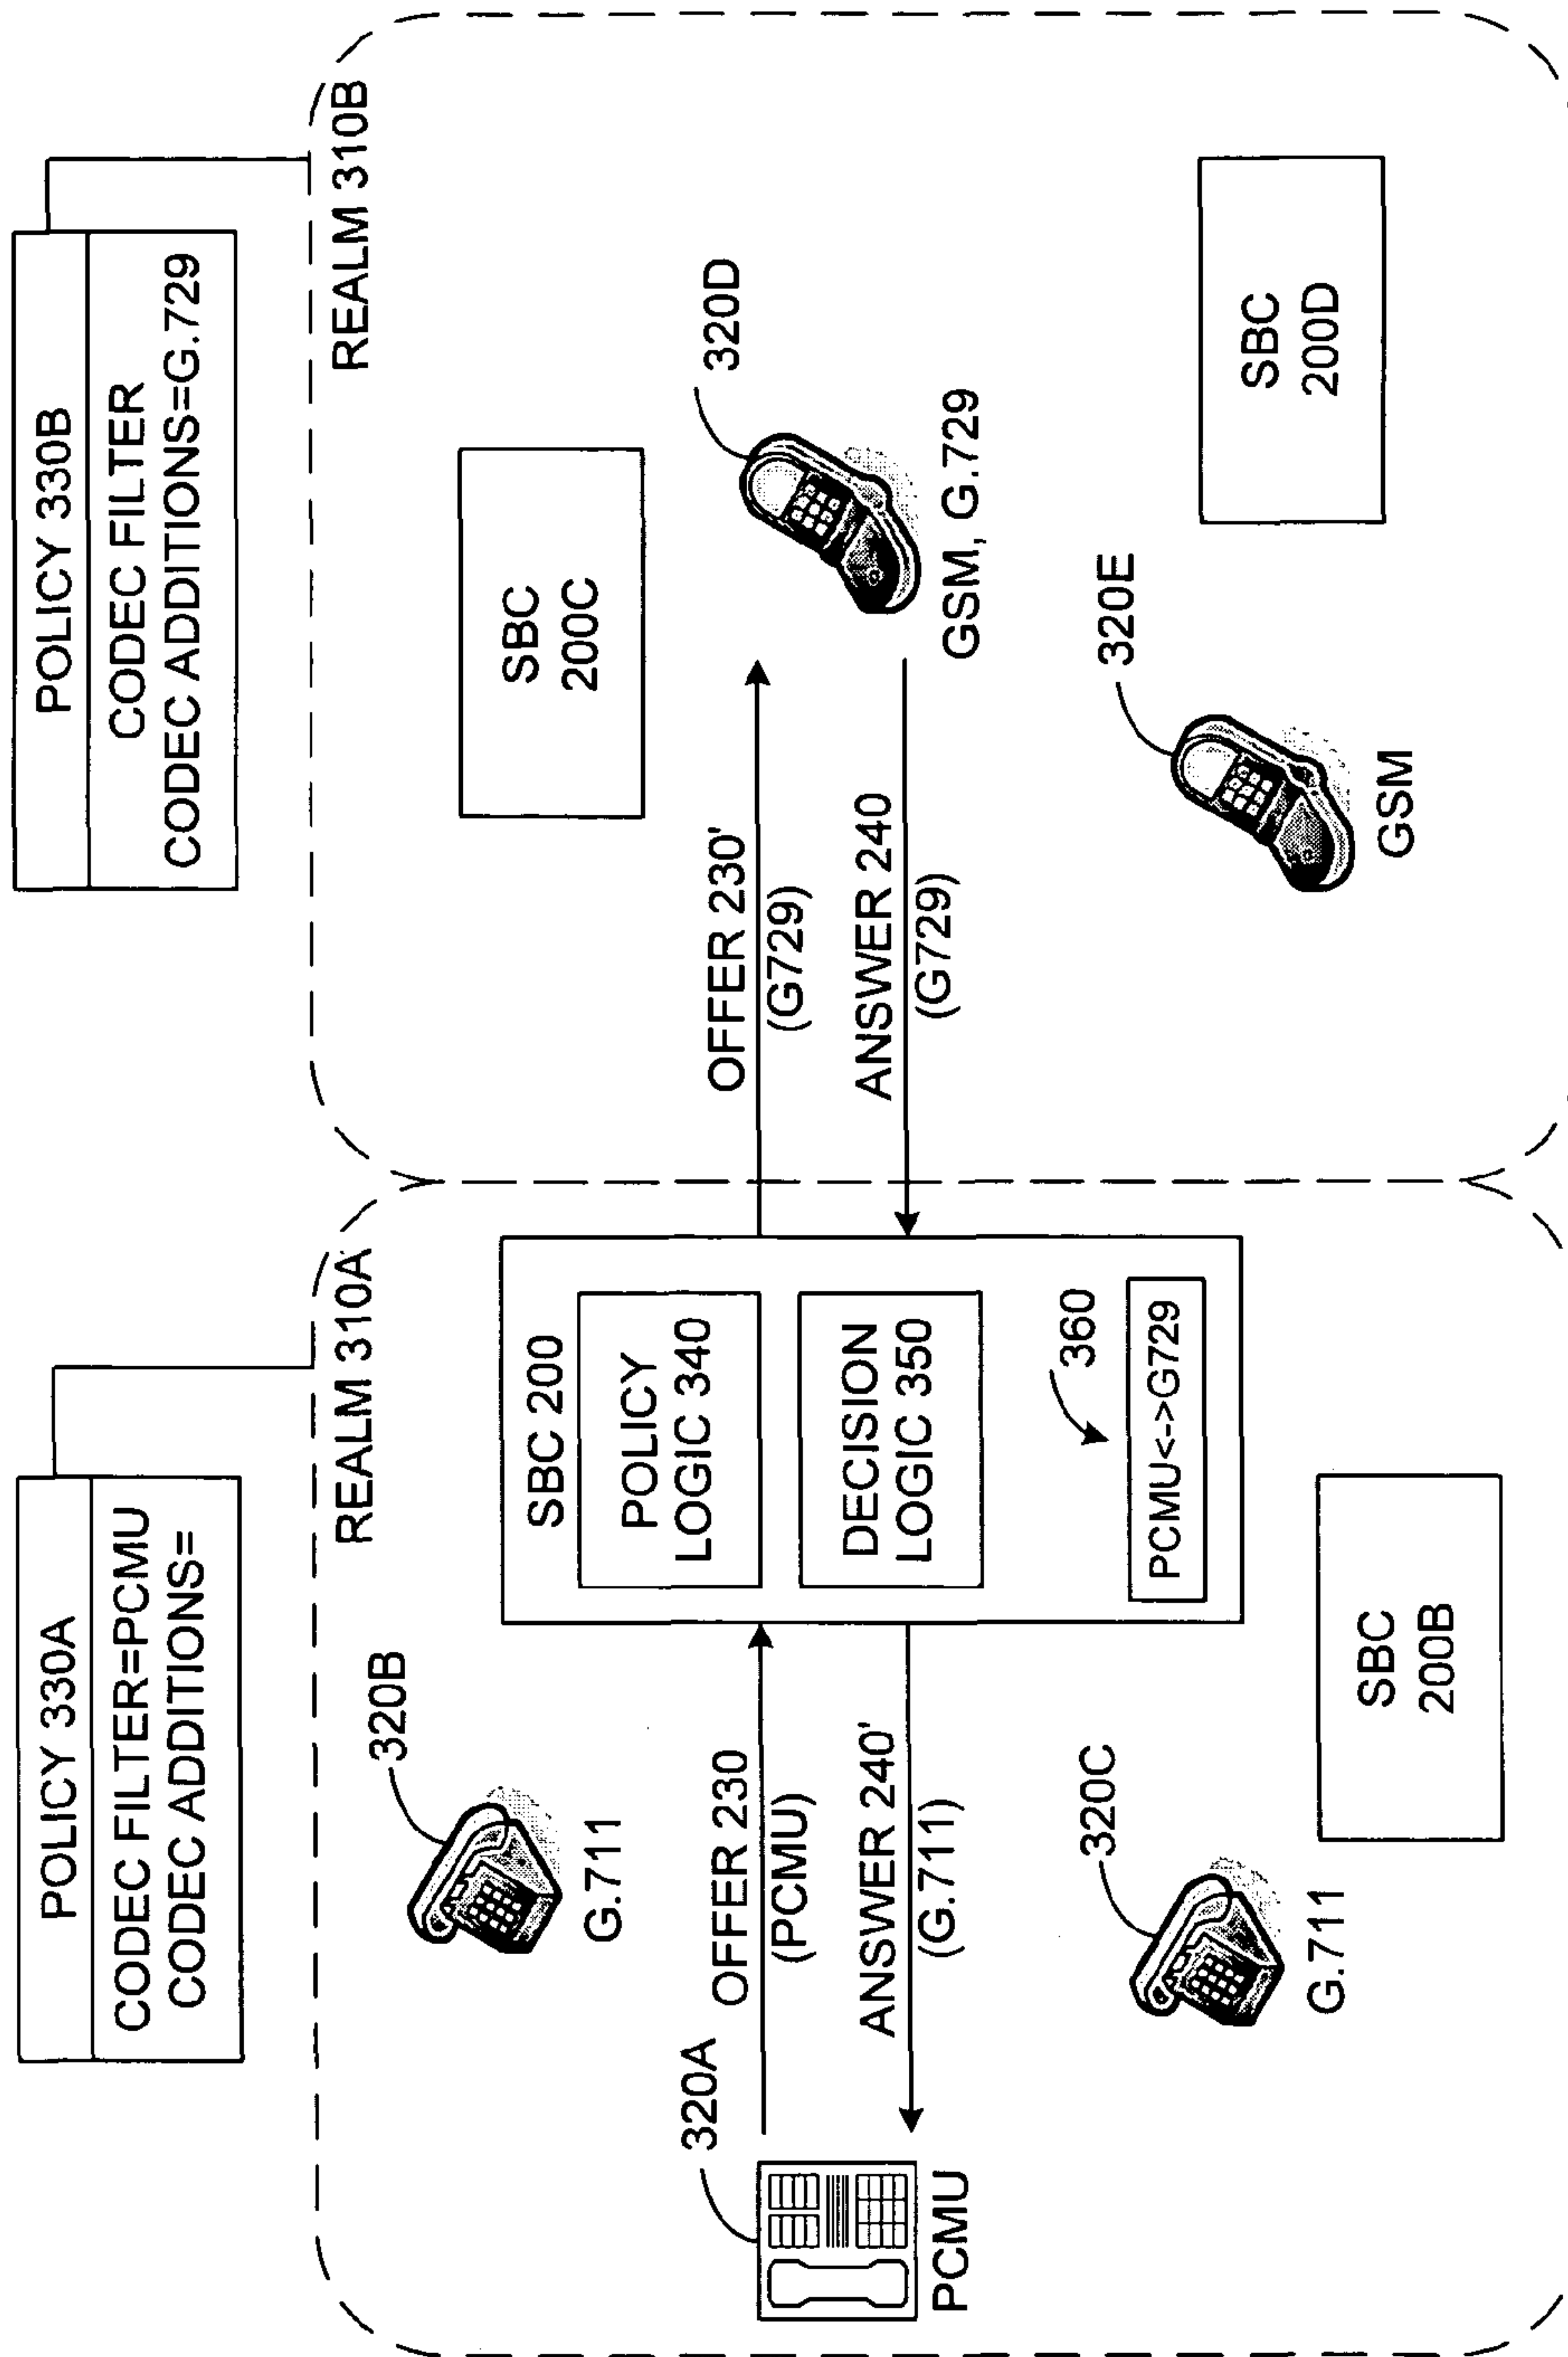 POLICY 330A
CODEC FILTER=PCMU
CODEC ADDITIONS=
POLICY 330B
CODEC FILTER
CODEC ADDITIONS=G.729
REALM 310A
REALM 310B
320B
G.711
320A
PCMU
OFFER 230
(PCMU)
ANSWER 240'
(G.711)
320C
G.711
SBC 200
POLICY
LOGIC 340
DECISION
LOGIC 350
360
PCMU<->G729
SBC
200B
OFFER 230'
(G729)
ANSWER 240
(G729)
SBC
200C
320D
GSM, G.729
320E
GSM
SBC
200D